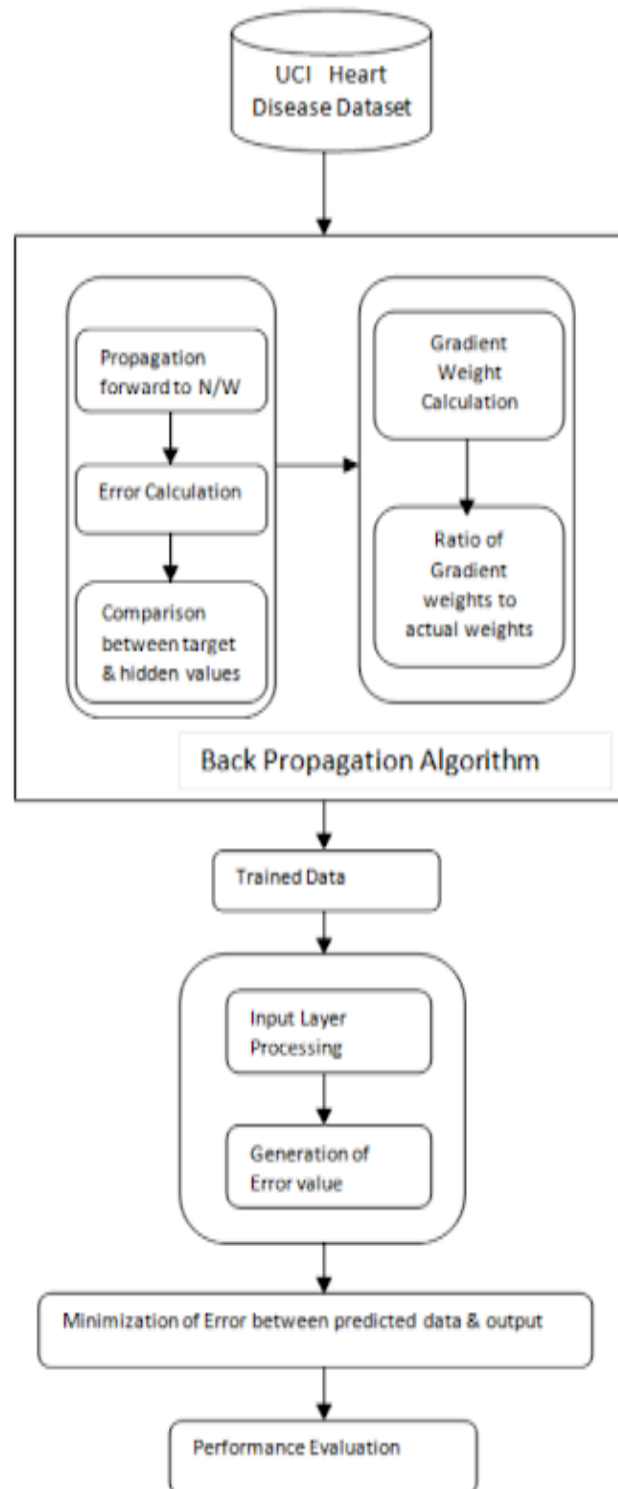 UCI Heart
Disease Dataset
Propagation
forward to N/W
Error Calculation
Comparison
between target
& hidden values
Gradient
Weight
Calculation
Ratio of
Gradient
weights to
actual weights
Back Propagation Algorithm
Trained Data
Input Layer
Processing
Generation of
Error value
Minimization of Error between predicted data & output
Performance Evaluation